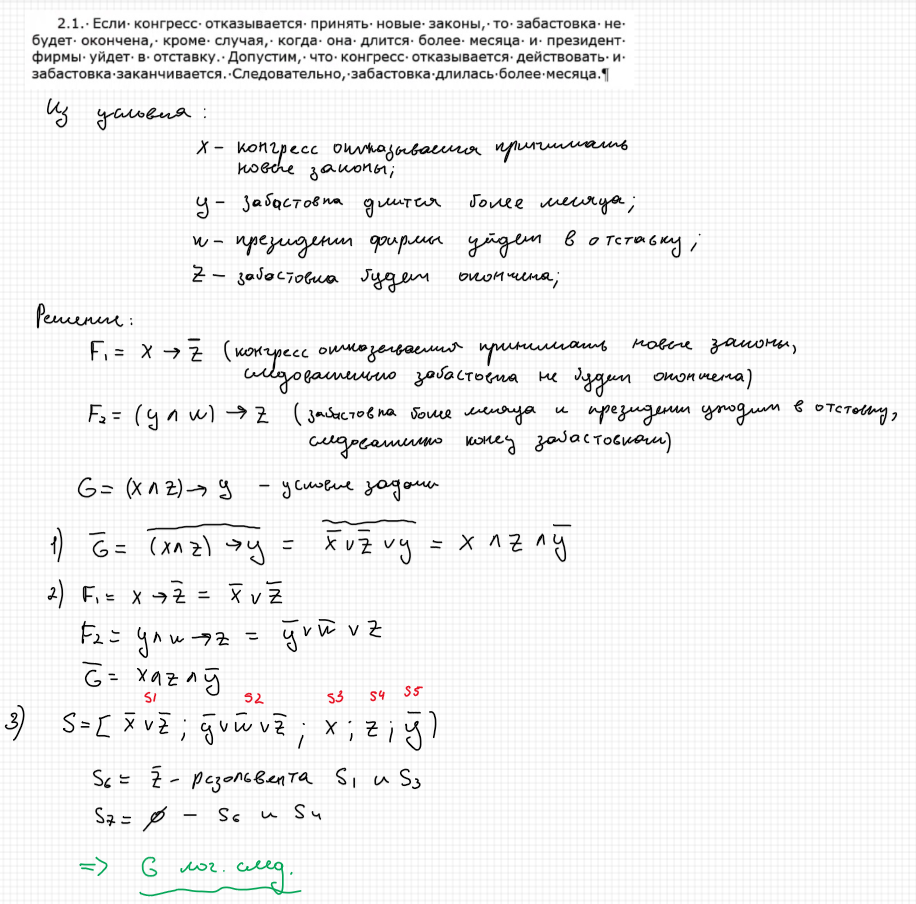 2.1. Если конгресс отказывается принять новые законы, то забастовка не
будет окончена, кроме случая, когда она длится более месяца и президент
фирмы уйдет в отставку. Допустим, что конгресс отказывается действовать и
забастовка заканчивается. Следовательно, забастовка длилась более месяца.¶
Из условия:
x – конгресс отказывается принимать
новые законы;
y – забастовка длится более месяца;
w – президент фирмы уйдет в отставку;
z – забастовка будет окончена;
Решение:
F₁ = x → z̅ (конгресс отказывается принимать новые законы,
следовательно забастовка не будет окончена)
F₂ = (y ∧ w) → z (забастовка более месяца и президент уходит в отставку,
следовательно конец забастовкам)
G = (x ∧ z) → y – условие задачи
1) G̅ = \overline{(x ∧ z) → y} = \overline{x̅ ∨ z̅ ∨ y} = x ∧ z ∧ y̅
2) F₁ = x → z̅ = x̅ ∨ z̅
F₂ = y ∧ w → z = y̅ ∨ w̅ ∨ z
G̅ = x ∧ z ∧ y̅
S1 S2 S3 S4 S5
3) S = [ x̅ ∨ z̅ ; y̅ ∨ w̅ ∨ z̅ ; x ; z ; y̅ )
S₆ = z̅ – резольвента S₁ и S₃
S₇ = ∅ – S₆ и S₄
=> G лог. след.